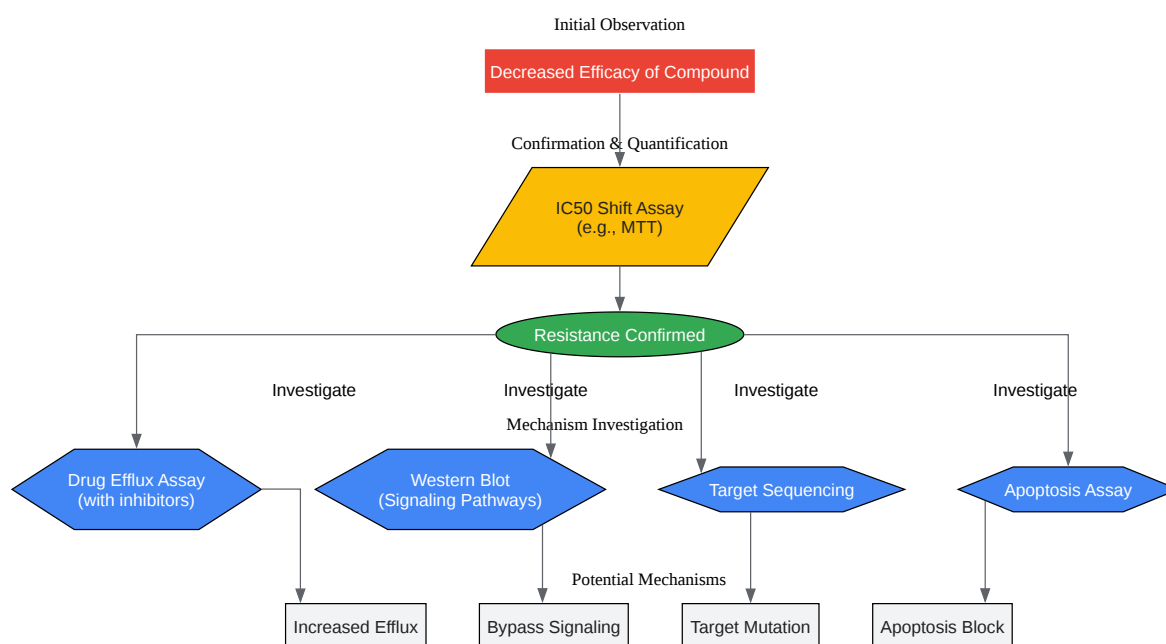 Initial Observation
Decreased Efficacy of Compound
Confirmation & Quantification
IC50 Shift Assay
(e.g., MTT)
Resistance Confirmed
Investigate
Investigate
Investigate
Investigate
Mechanism Investigation
Drug Efflux Assay
(with inhibitors)
Western Blot
(Signaling Pathways)
Target Sequencing
Apoptosis Assay
Potential Mechanisms
Increased Efflux
Bypass Signaling
Target Mutation
Apoptosis Block